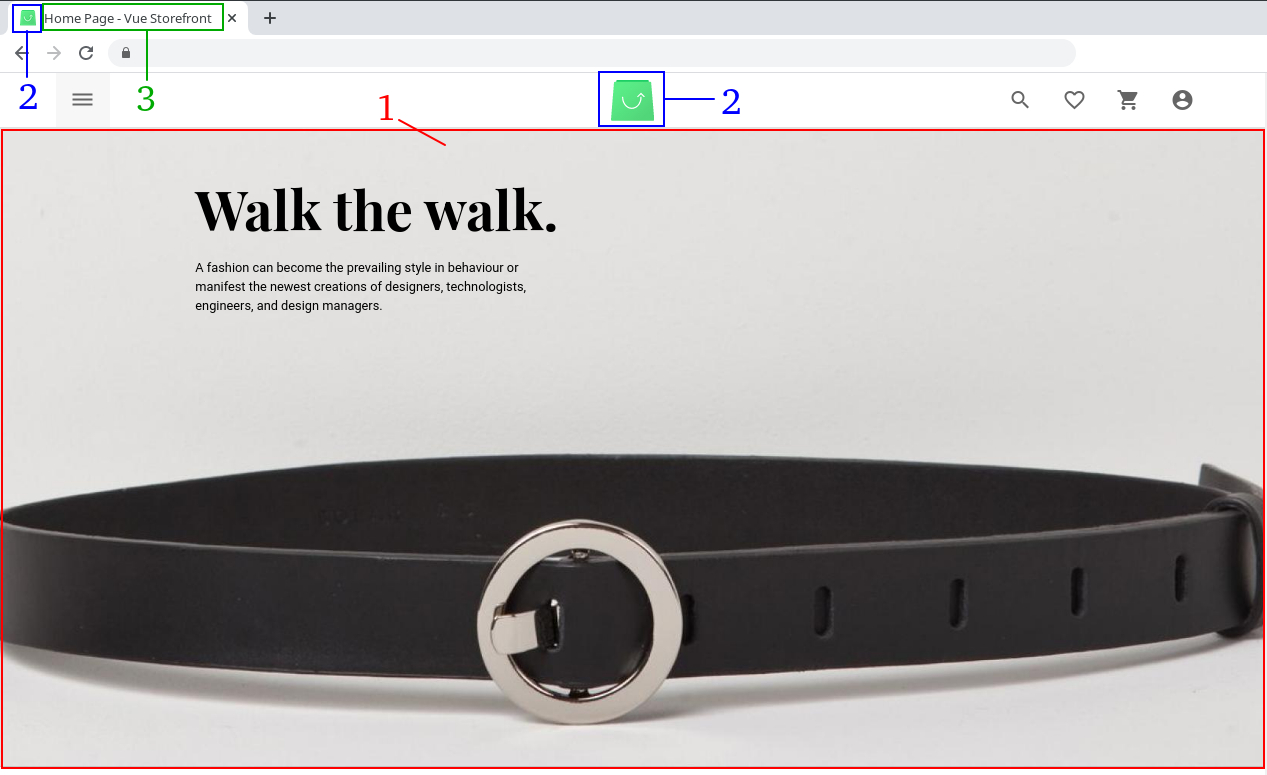 Home Page - Vue Storefront
2
3
1
2
Walk the walk.
A fashion can become the prevailing style in behaviour or
manifest the newest creations of designers, technologists,
engineers, and design managers.